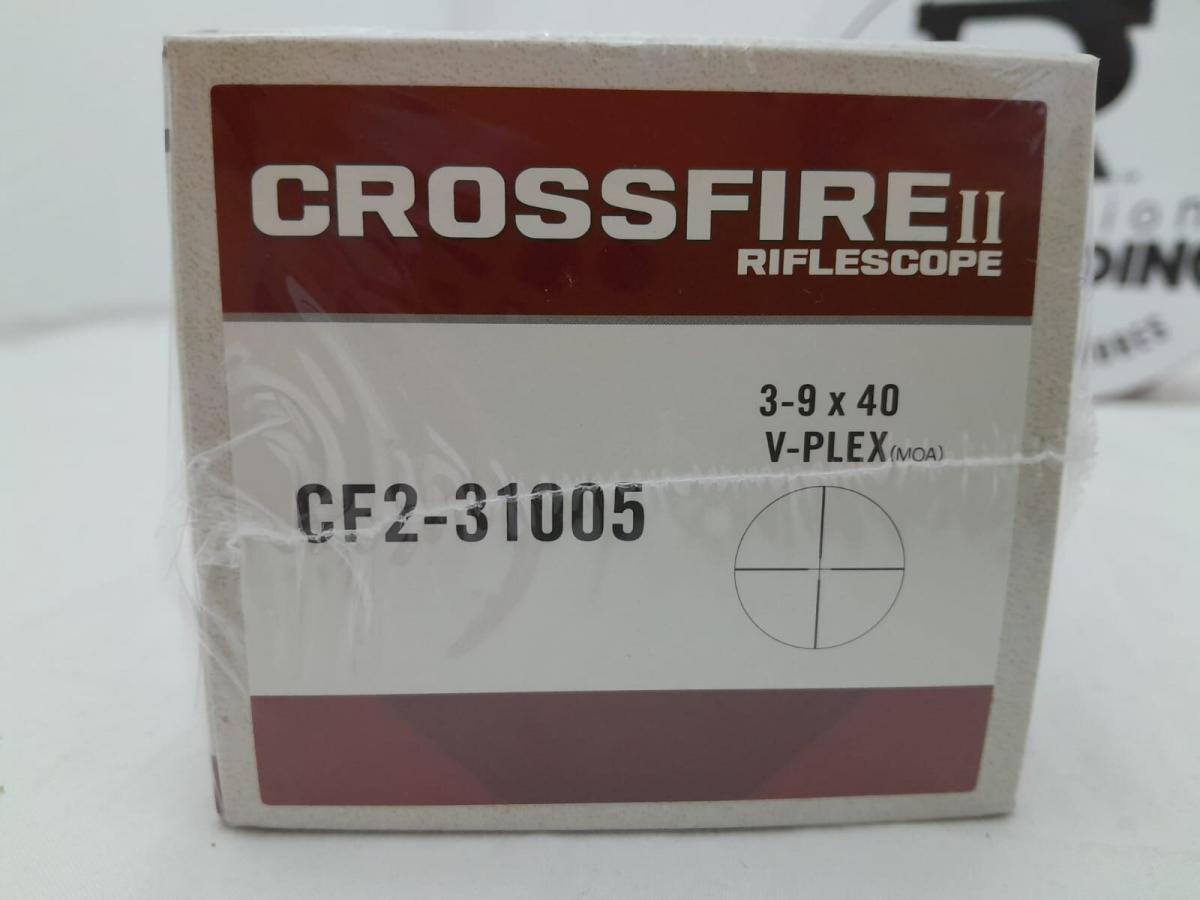 CROSSFIRE II
RIFLESCOPE
3-9 x 40
V-PLEX (MOA)
CF2-31005